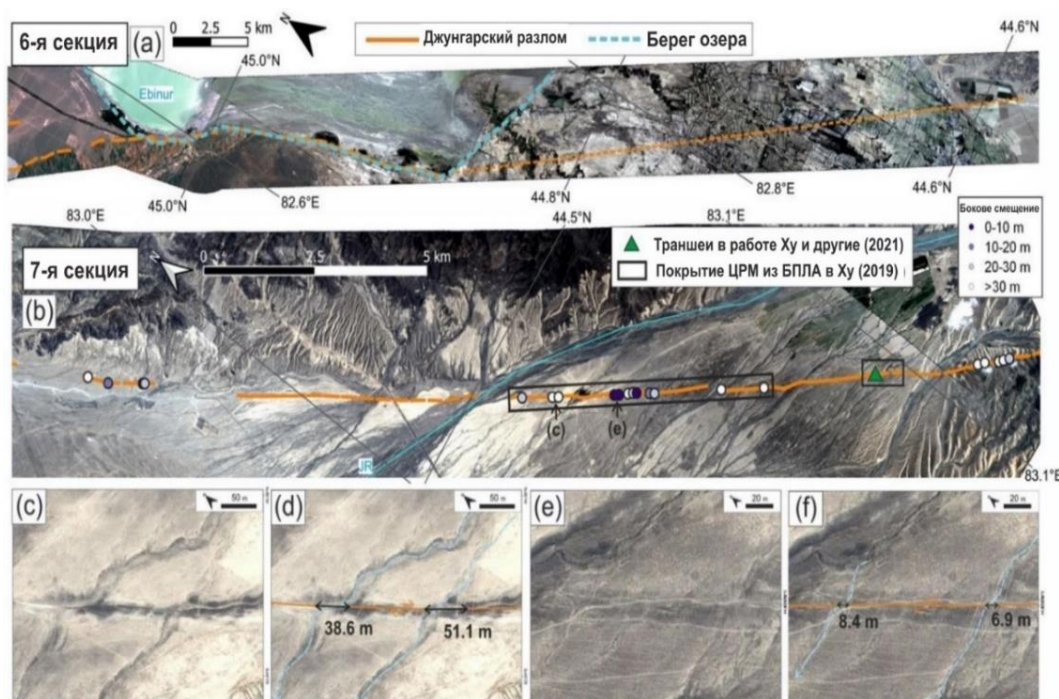 6-я секция
(a)
0 2.5 5 km
N
Джунгарский разлом
Берег озера
44.6°N
45.0°N
Ebinur
45.0°N
82.6°E
44.8°N
82.8°E
44.6°N
83.0°E
44.5°N
83.1°E
7-я секция
(b)
0 2.5 5 km
Траншеи в работе Ху и другие (2021)
Покрытие ЦРМ из БПЛА в Ху (2019)
Бокове смещение
0-10 m
10-20 m
20-30 m
>30 m
(c)
(e)
JR
83.1°E
(c)
50 m
(d)
50 m
38.6 m
51.1 m
(e)
20 m
(f)
20 m
8.4 m
6.9 m